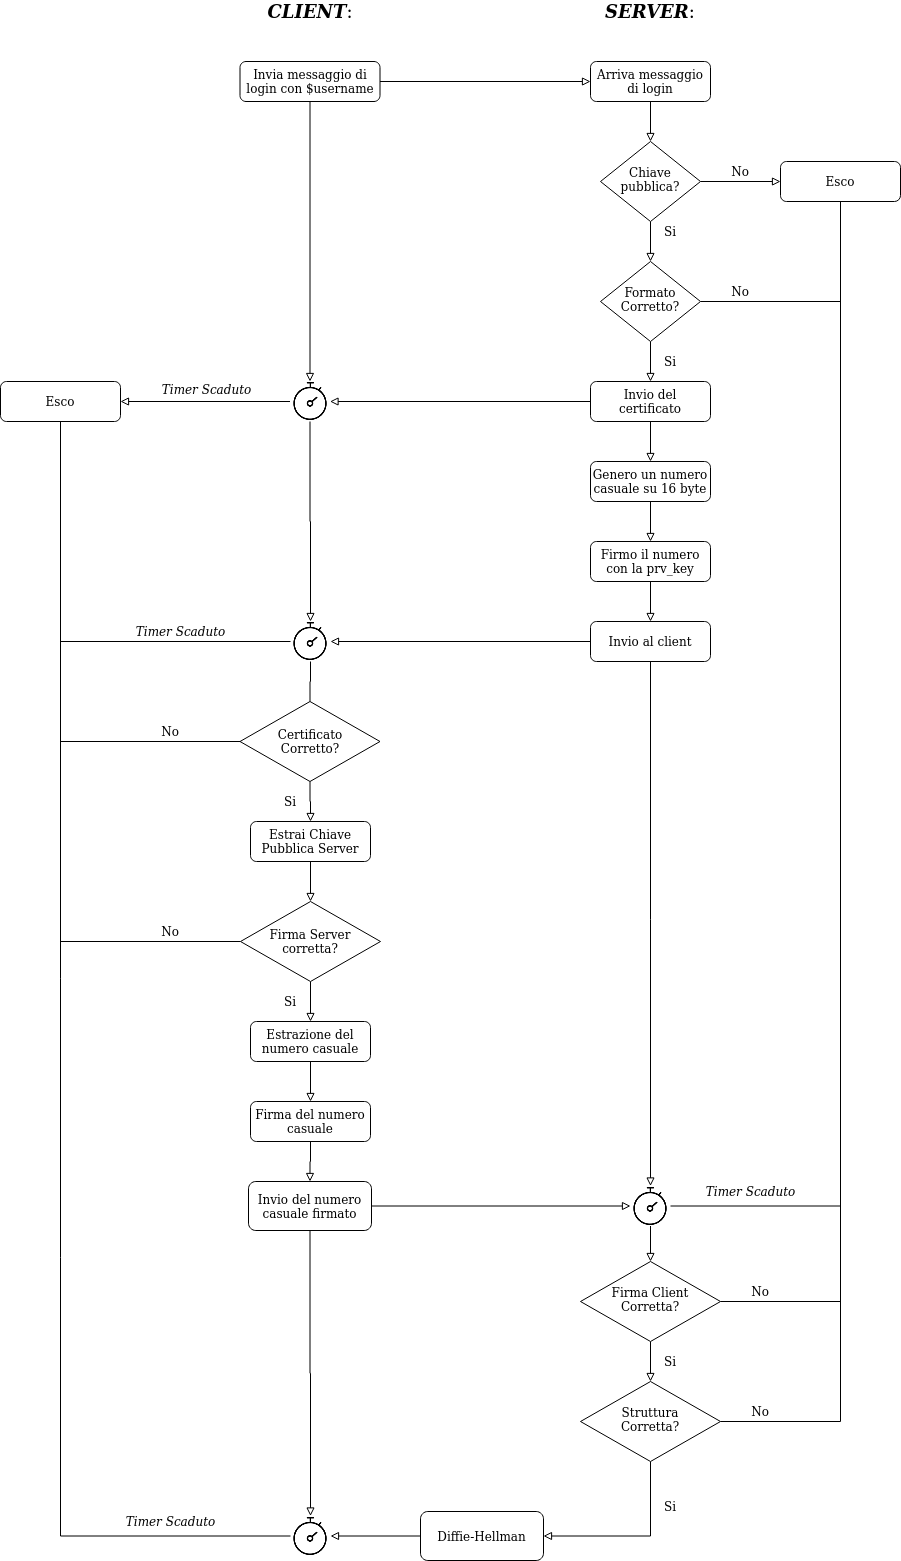 CLIENT:
SERVER:
Invia messaggio di
login con $username
Arriva messaggio
di login
Chiave
pubblica?
No
Esco
Si
Formato
Corretto?
No
Si
Esco
Timer Scaduto
Invio del
certificato
Genero un numero
casuale su 16 byte
Firmo il numero
con la prv_key
Timer Scaduto
Invio al client
Certificato
Corretto?
No
Si
Estrai Chiave
Pubblica Server
Firma Server
corretta?
No
Si
Estrazione del
numero casuale
Firma del numero
casuale
Invio del numero
casuale firmato
Timer Scaduto
Firma Client
Corretta?
No
Si
Struttura
Corretta?
No
Si
Diffie-Hellman
Timer Scaduto